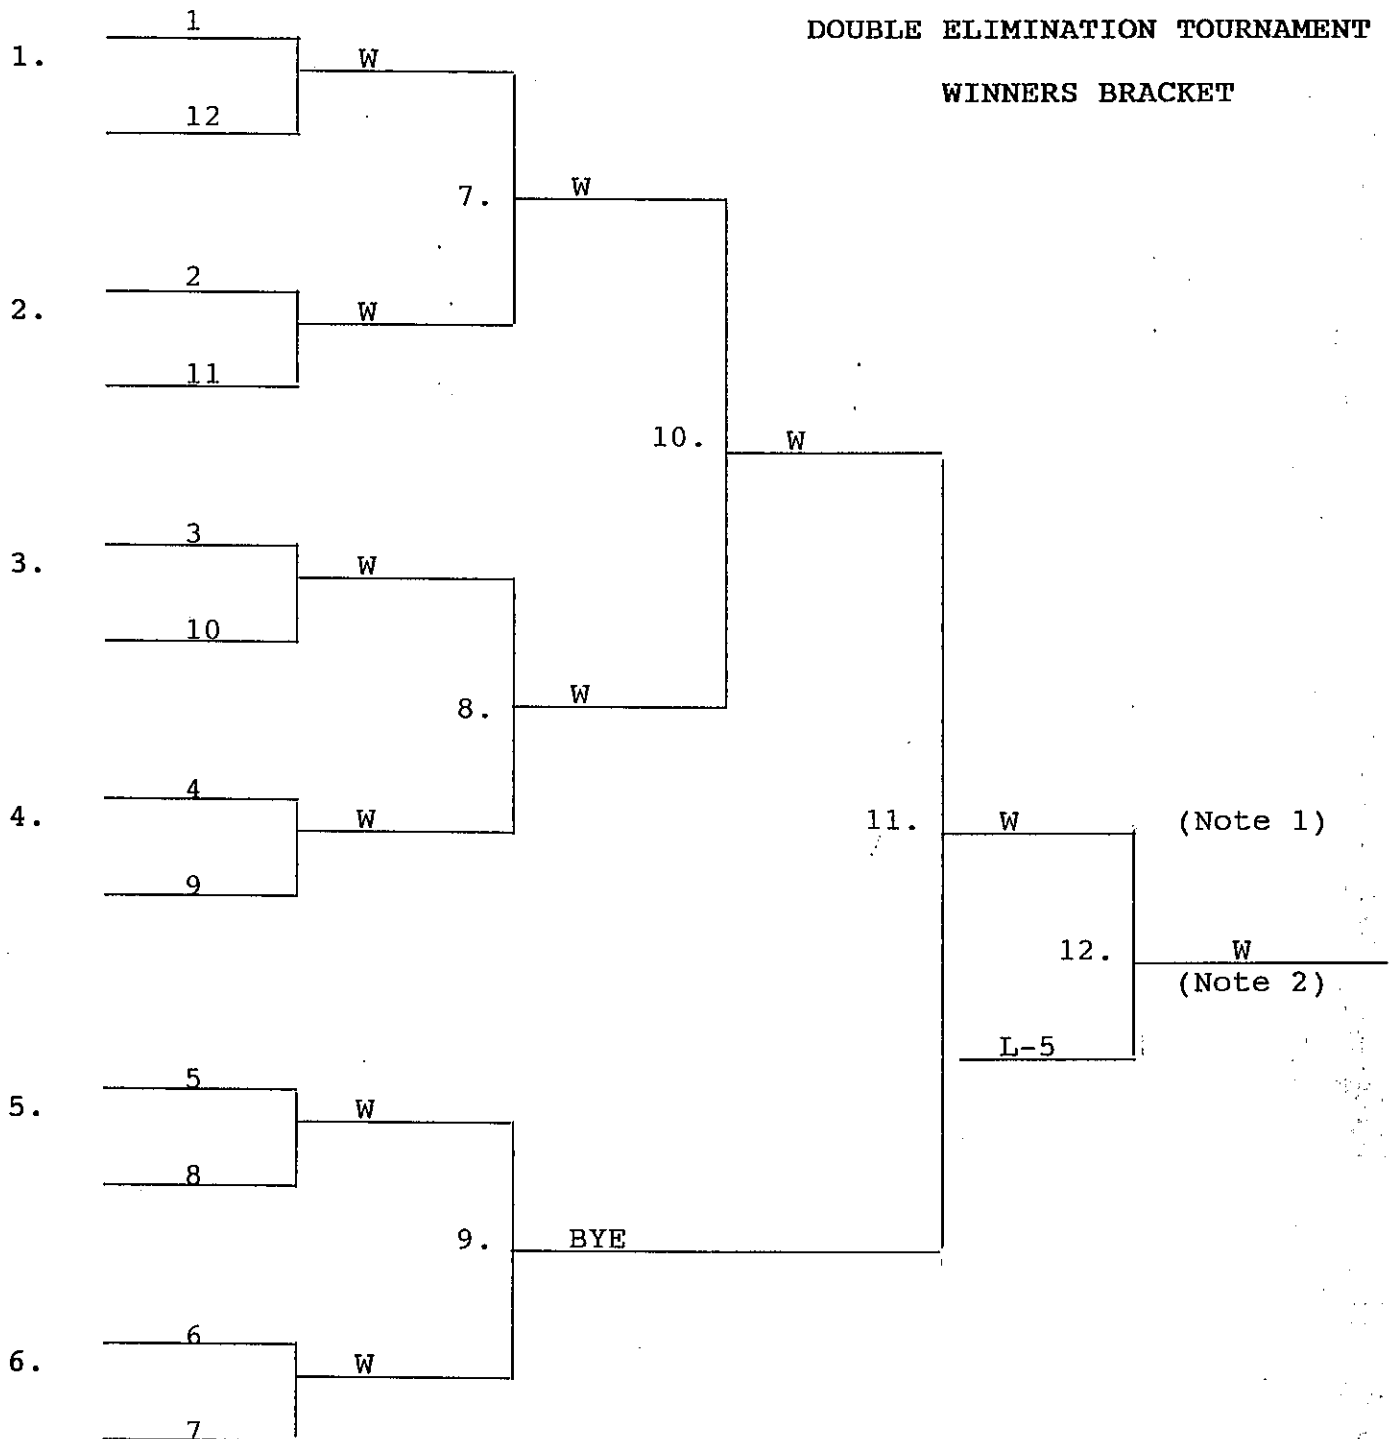 DOUBLE ELIMINATION TOURNAMENT
WINNERS BRACKET
1
1.
W
12
7.
W
2
2.
W
11
10.
W
3
3.
W
10
8.
W
4
4.
W
9
11.
W
(Note 1)
12.
W
(Note 2)
L-5
5
5.
W
8
9.
BYE
6
6.
W
7